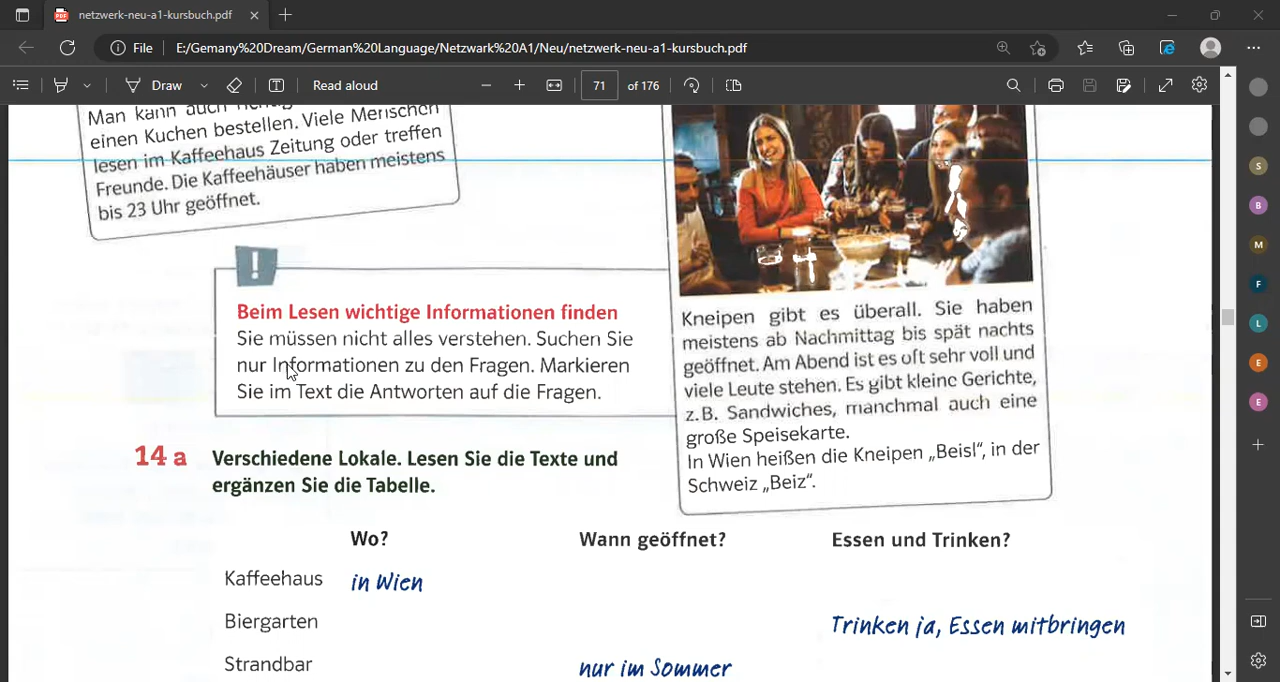 netzwerk-neu-a1-kursbuch.pdf
File
E:/Gemany%20Dream/German%20Language/Netzwark%20A1/Neu/netzwerk-neu-a1-kursbuch.pdf
Draw
Read aloud
71
of 176
Man kann auch
einen Kuchen bestellen. Viele Menschen
lesen im Kaffeehaus Zeitung oder treffen
Freunde. Die Kaffeehäuser haben meistens
bis 23 Uhr geöffnet.
!
Beim Lesen wichtige Informationen finden
Sie müssen nicht alles verstehen. Suchen Sie
nur Informationen zu den Fragen. Markieren
Sie im Text die Antworten auf die Fragen.
Kneipen gibt es überall. Sie haben
meistens ab Nachmittag bis spät nachts
geöffnet. Am Abend ist es oft sehr voll und
viele Leute stehen. Es gibt kleine Gerichte,
z.B. Sandwiches, manchmal auch eine
große Speisekarte.
In Wien heißen die Kneipen „Beisl“, in der
Schweiz „Beiz“.
14 a Verschiedene Lokale. Lesen Sie die Texte und
ergänzen Sie die Tabelle.
Wo? Wann geöffnet? Essen und Trinken?
Kaffeehaus in Wien
Biergarten Trinken ja, Essen mitbringen
Strandbar nur im Sommer
S
B
M
F
L
E
E